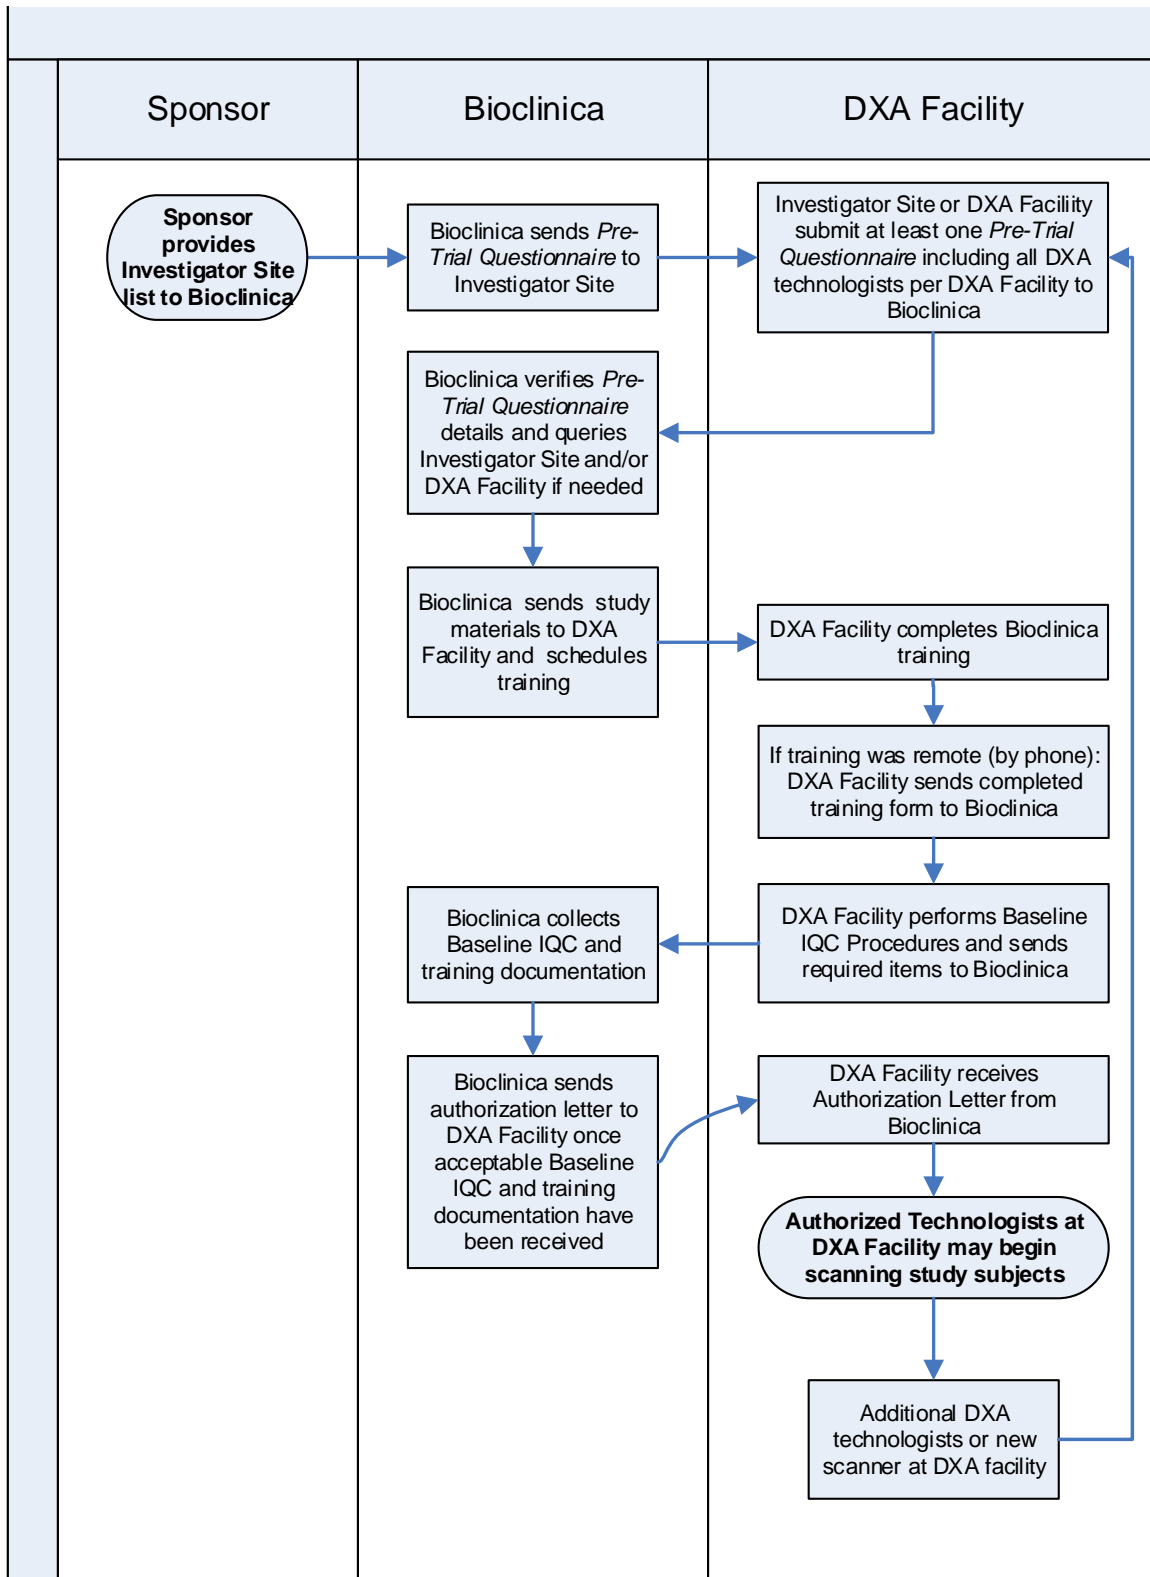 Sponsor
Bioclinica
DXA Facility
Sponsor
provides
Investigator Site
list to Bioclinica
Bioclinica sends Pre-
Trial Questionnaire to
Investigator Site
Investigator Site or DXA Faciliity
submit at least one Pre-Trial
Questionnaire including all DXA
technologists per DXA Facility to
Bioclinica
Bioclinica verifies Pre-
Trial Questionnaire
details and queries
Investigator Site and/or
DXA Facility if needed
Bioclinica sends study
materials to DXA
Facility and schedules
training
DXA Facility completes Bioclinica
training
If training was remote (by phone):
DXA Facility sends completed
training form to Bioclinica
DXA Facility performs Baseline
IQC Procedures and sends
required items to Bioclinica
Bioclinica collects
Baseline IQC and
training documentation
Bioclinica sends
authorization letter to
DXA Facility once
acceptable Baseline
IQC and training
documentation have
been received
DXA Facility receives
Authorization Letter from
Bioclinica
Authorized Technologists at
DXA Facility may begin
scanning study subjects
Additional DXA
technologists or new
scanner at DXA facility